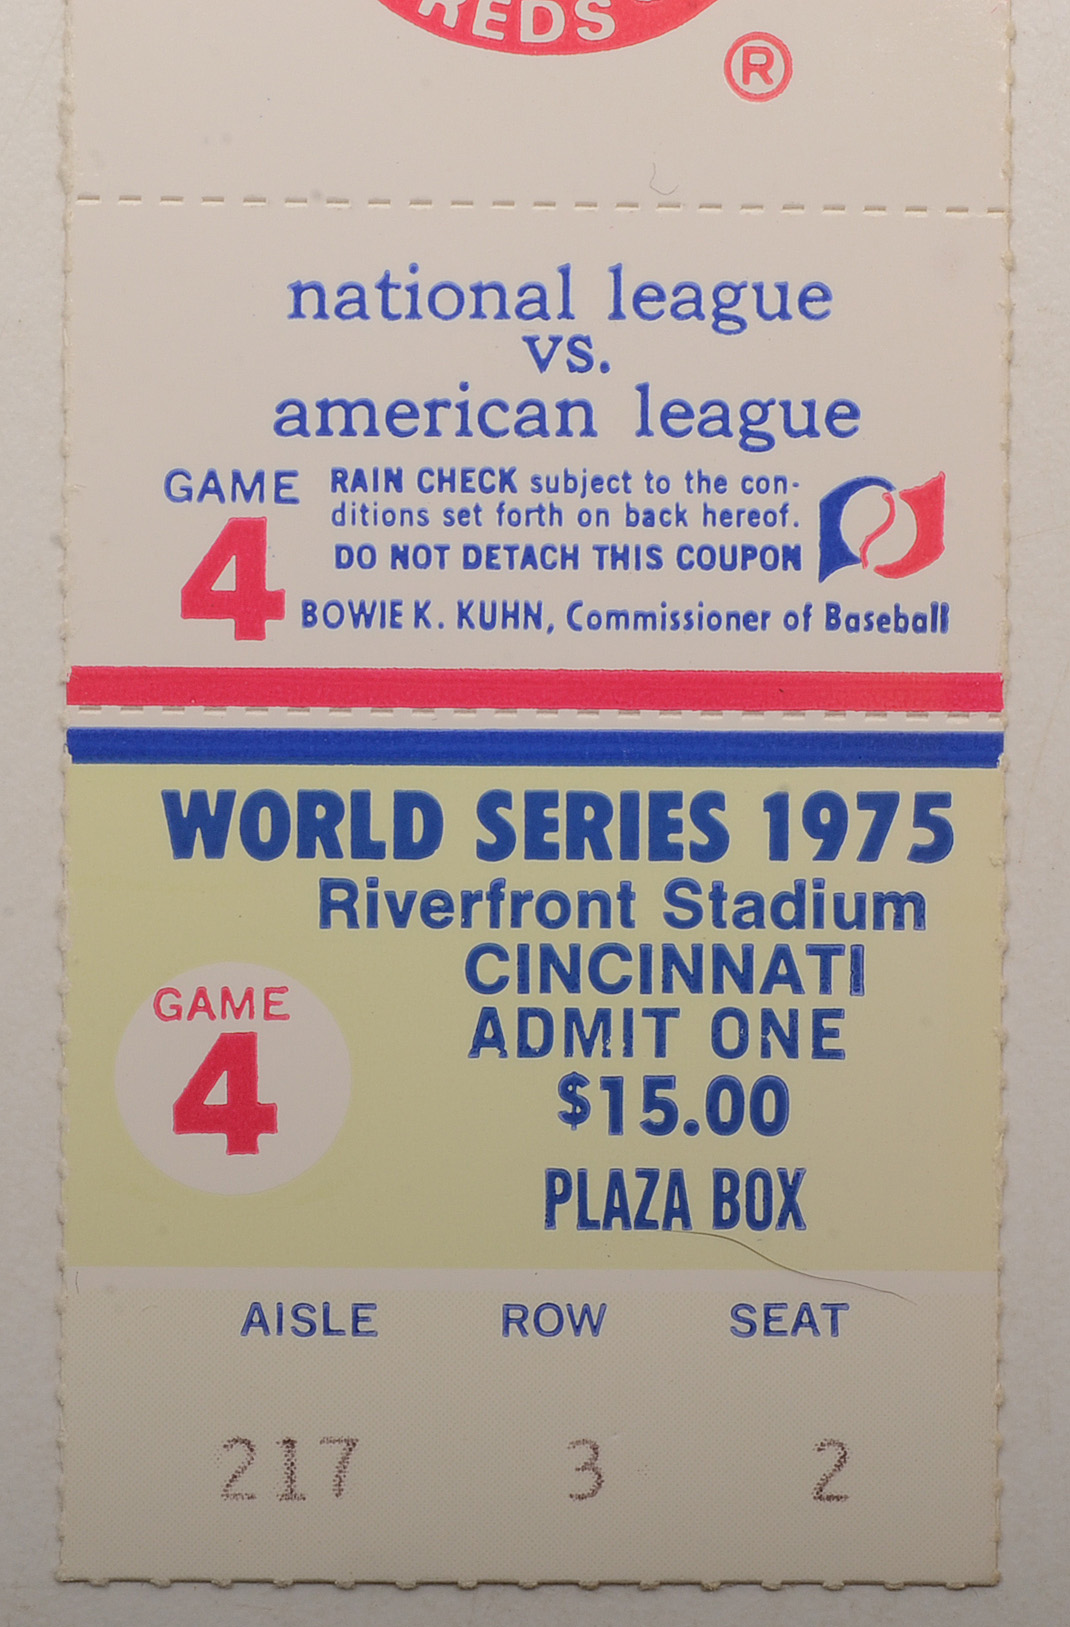 REDS
®
national league
vs.
american league
GAME
4
RAIN CHECK subject to the con-
ditions set forth on back hereof.
DO NOT DETACH THIS COUPON
BOWIE K. KUHN, Commissioner of Baseball
WORLD SERIES 1975
Riverfront Stadium
CINCINNATI
ADMIT ONE
$15.00
PLAZA BOX
GAME
4
AISLE ROW SEAT
217 3 2